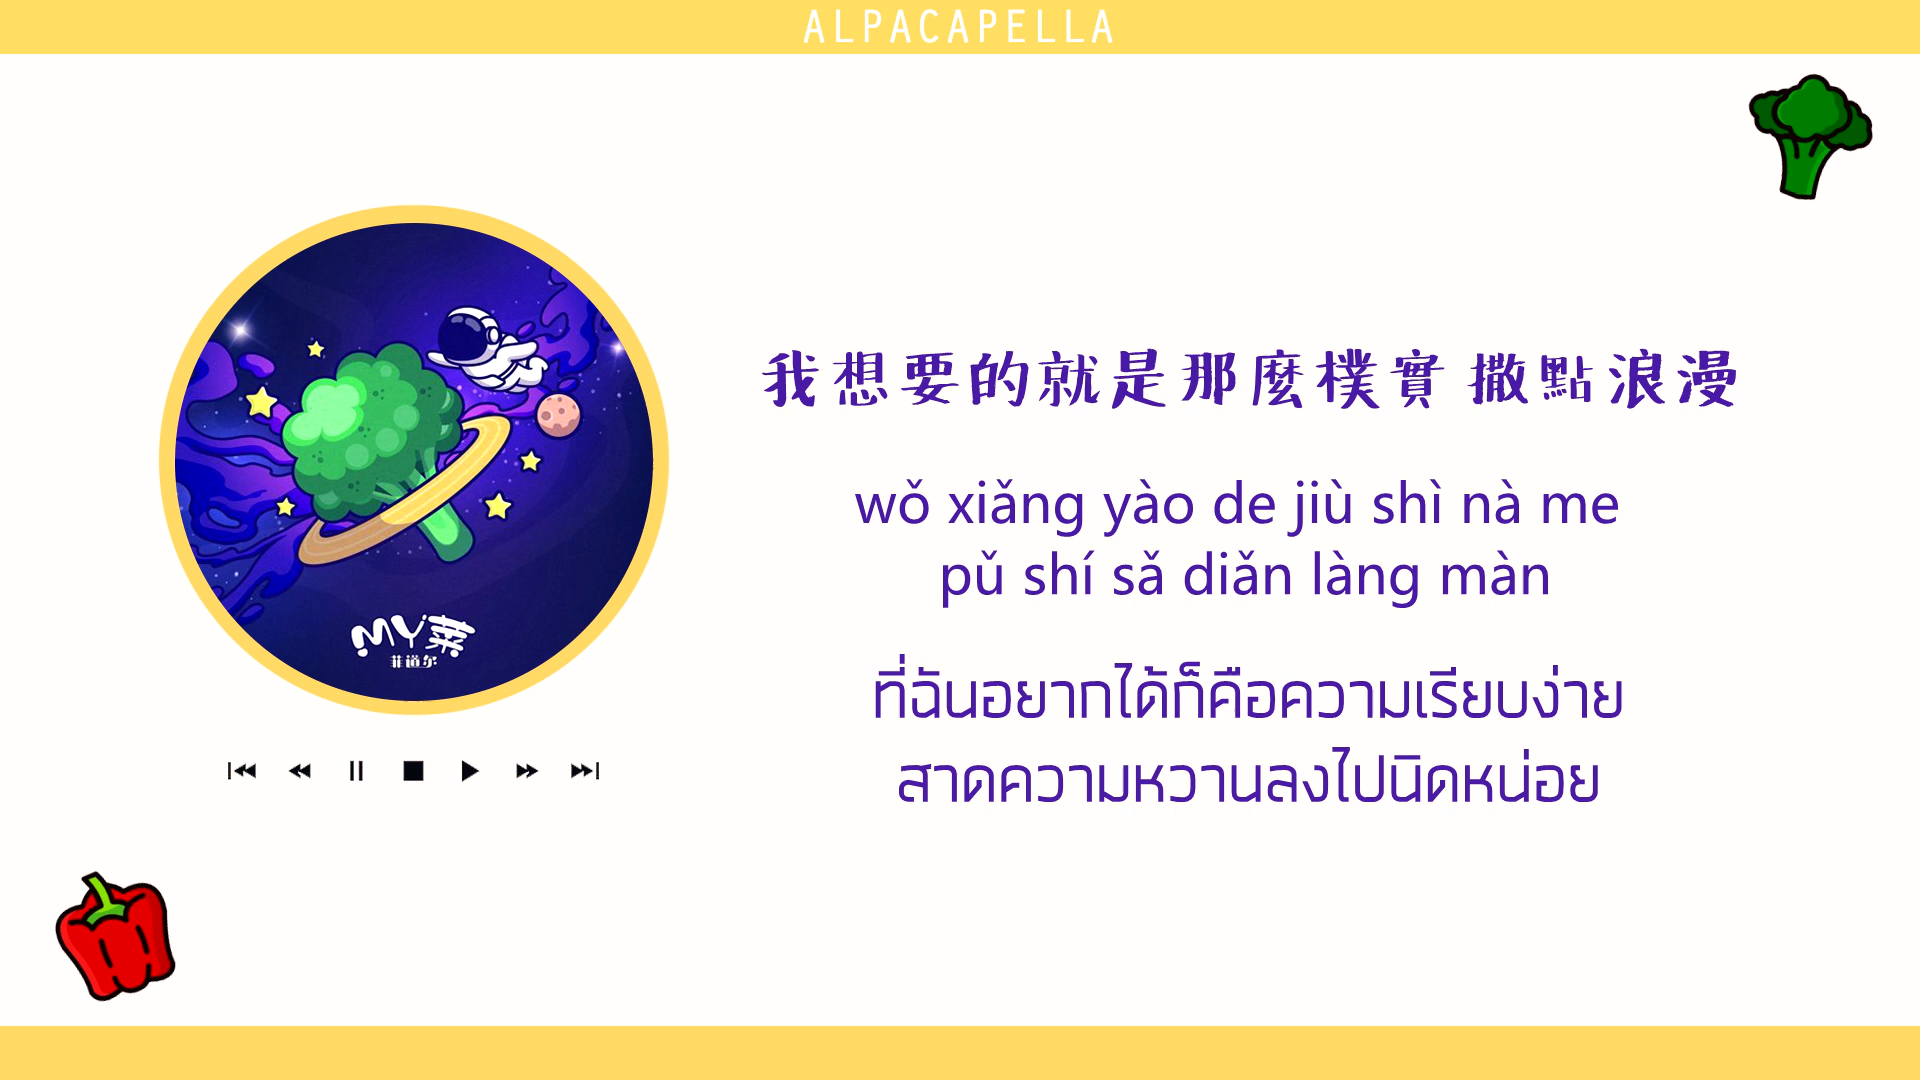 ALPACAPELLA
我想要的就是那麼樸實 撒點浪漫
wǒ xiǎng yào de jiù shì nà me
pǔ shí sǎ diǎn làng màn
ที่ฉันอยากได้ก็คือความเรียบง่าย
สาดความหวานลงไปนิดหน่อย
MY菜
菲道尔